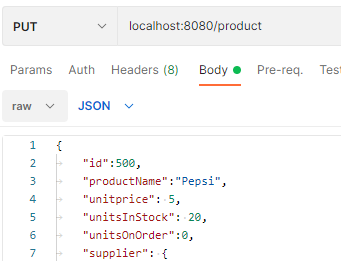 PUT localhost:8080/product
Params Auth Headers (8) Body Pre-req.
raw JSON
1 {
2 "id":500,
3 "productName":"Pepsi",
4 "unitprice": 5,
5 "unitsInStock": 20,
6 "unitsOnOrder":0,
7 "supplier": {